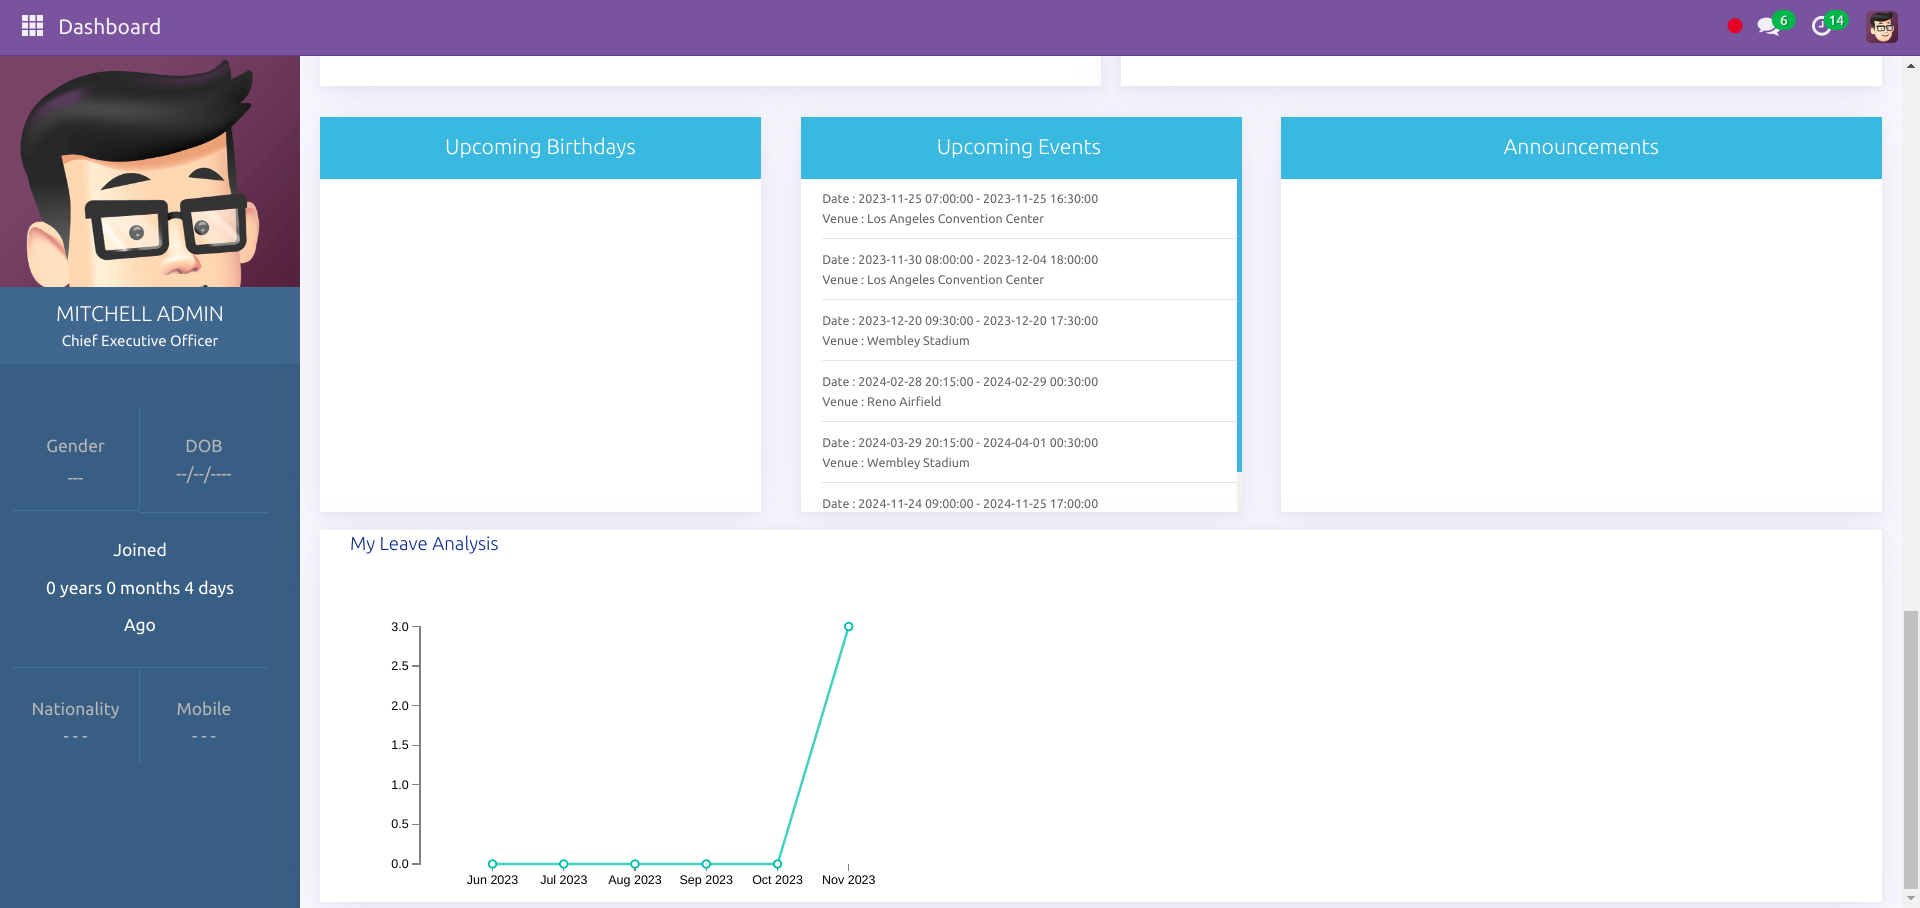 Dashboard
6
14
MITCHELL ADMIN
Chief Executive Officer
Gender
---
DOB
--/--/----
Joined
0 years 0 months 4 days
Ago
Nationality
- - -
Mobile
- - -
Upcoming Birthdays
Upcoming Events
Date : 2023-11-25 07:00:00 - 2023-11-25 16:30:00
Venue : Los Angeles Convention Center
Date : 2023-11-30 08:00:00 - 2023-12-04 18:00:00
Venue : Los Angeles Convention Center
Date : 2023-12-20 09:30:00 - 2023-12-20 17:30:00
Venue : Wembley Stadium
Date : 2024-02-28 20:15:00 - 2024-02-29 00:30:00
Venue : Reno Airfield
Date : 2024-03-29 20:15:00 - 2024-04-01 00:30:00
Venue : Wembley Stadium
Date : 2024-11-24 09:00:00 - 2024-11-25 17:00:00
Announcements
My Leave Analysis
3.0
2.5
2.0
1.5
1.0
0.5
0.0
Jun 2023 Jul 2023 Aug 2023 Sep 2023 Oct 2023 Nov 2023